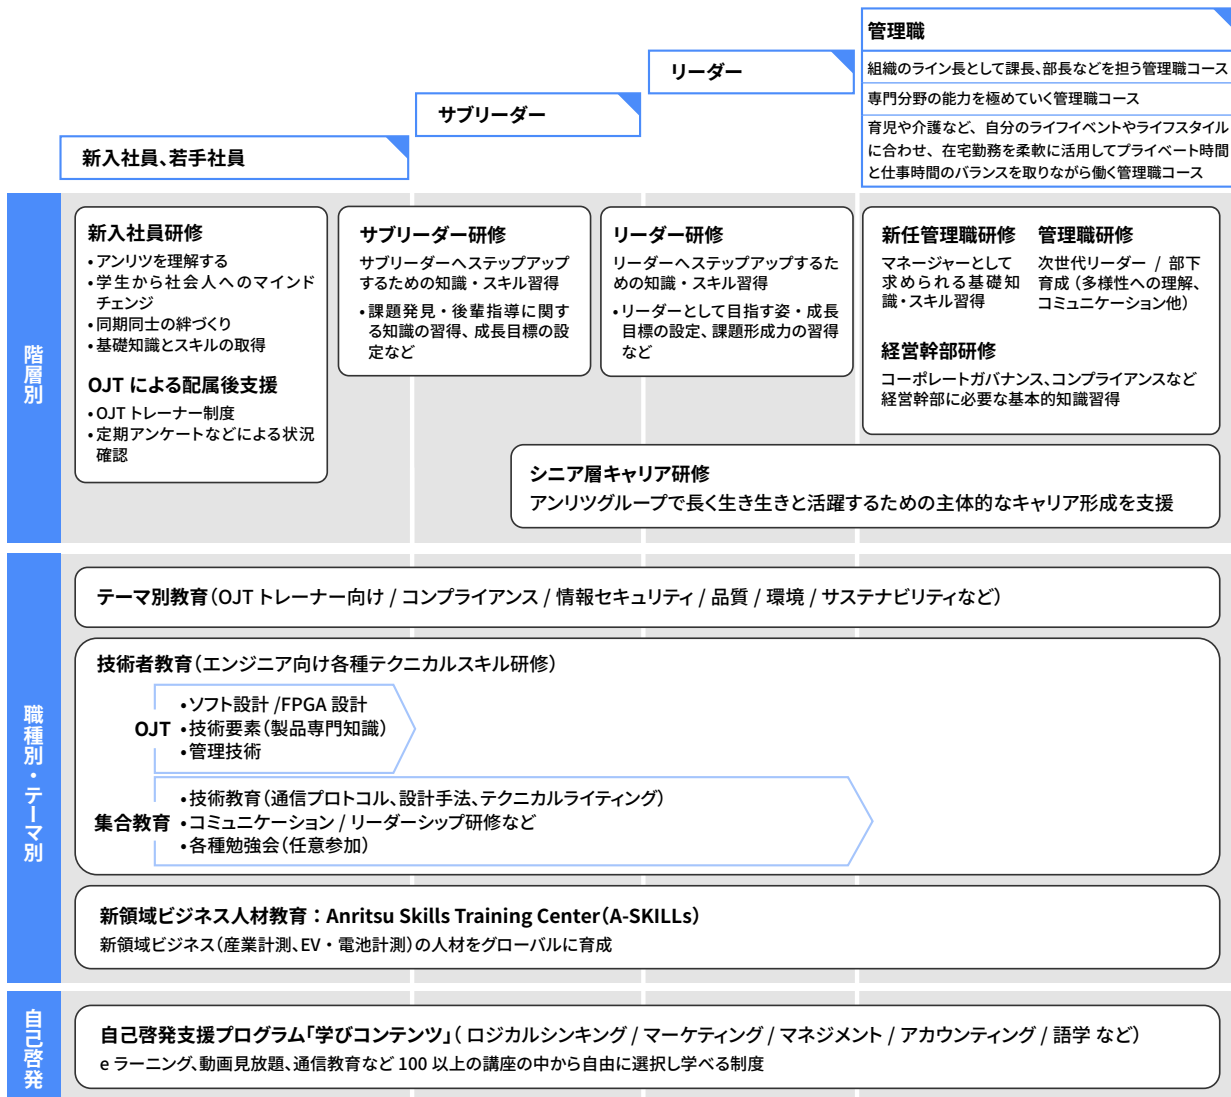 管理職
組織のライン長として課長、部長などを担う管理職コース
専門分野の能力を極めていく管理職コース
育児や介護など、自分のライフイベントやライフスタイル
に合わせ、在宅勤務を柔軟に活用してプライベート時間
と仕事時間のバランスを取りながら働く管理職コース
リーダー
サブリーダー
新入社員、若手社員
階層別
新入社員研修
•アンリツを理解する
•学生から社会人へのマインド
チェンジ
•同期同士の絆づくり
•基礎知識とスキルの取得
OJT による配属後支援
•OJT トレーナー制度
•定期アンケートなどによる状況
確認
サブリーダー研修
サブリーダーへステップアップ
するための知識・スキル習得
•課題発見・後輩指導に関す
る知識の習得、成長目標の設
定など
リーダー研修
リーダーへステップアップするた
めの知識・スキル習得
•リーダーとして目指す姿・成長
目標の設定、課題形成力の習得
など
新任管理職研修
マネージャーとして
求められる基礎知
識・スキル習得
管理職研修
次世代リーダー / 部下
育成（多様性への理解、
コミュニケーション他）
経営幹部研修
コーポレートガバナンス、コンプライアンスなど
経営幹部に必要な基本的知識習得
シニア層キャリア研修
アンリツグループで長く生き生きと活躍するための主体的なキャリア形成を支援
職種別・テーマ別
テーマ別教育（OJT トレーナー向け / コンプライアンス / 情報セキュリティ / 品質 / 環境 / サステナビリティなど）
技術者教育（エンジニア向け各種テクニカルスキル研修）
OJT
•ソフト設計 /FPGA 設計
•技術要素（製品専門知識）
•管理技術
集合教育
•技術教育（通信プロトコル、設計手法、テクニカルライティング）
•コミュニケーション / リーダーシップ研修など
•各種勉強会（任意参加）
新領域ビジネス人材教育：Anritsu Skills Training Center（A-SKILLs）
新領域ビジネス（産業計測、EV・電池計測）の人材をグローバルに育成
自己啓発
自己啓発支援プログラム「学びコンテンツ」（ ロジカルシンキング / マーケティング / マネジメント / アカウンティング / 語学 など）
e ラーニング、動画見放題、通信教育など 100 以上の講座の中から自由に選択し学べる制度